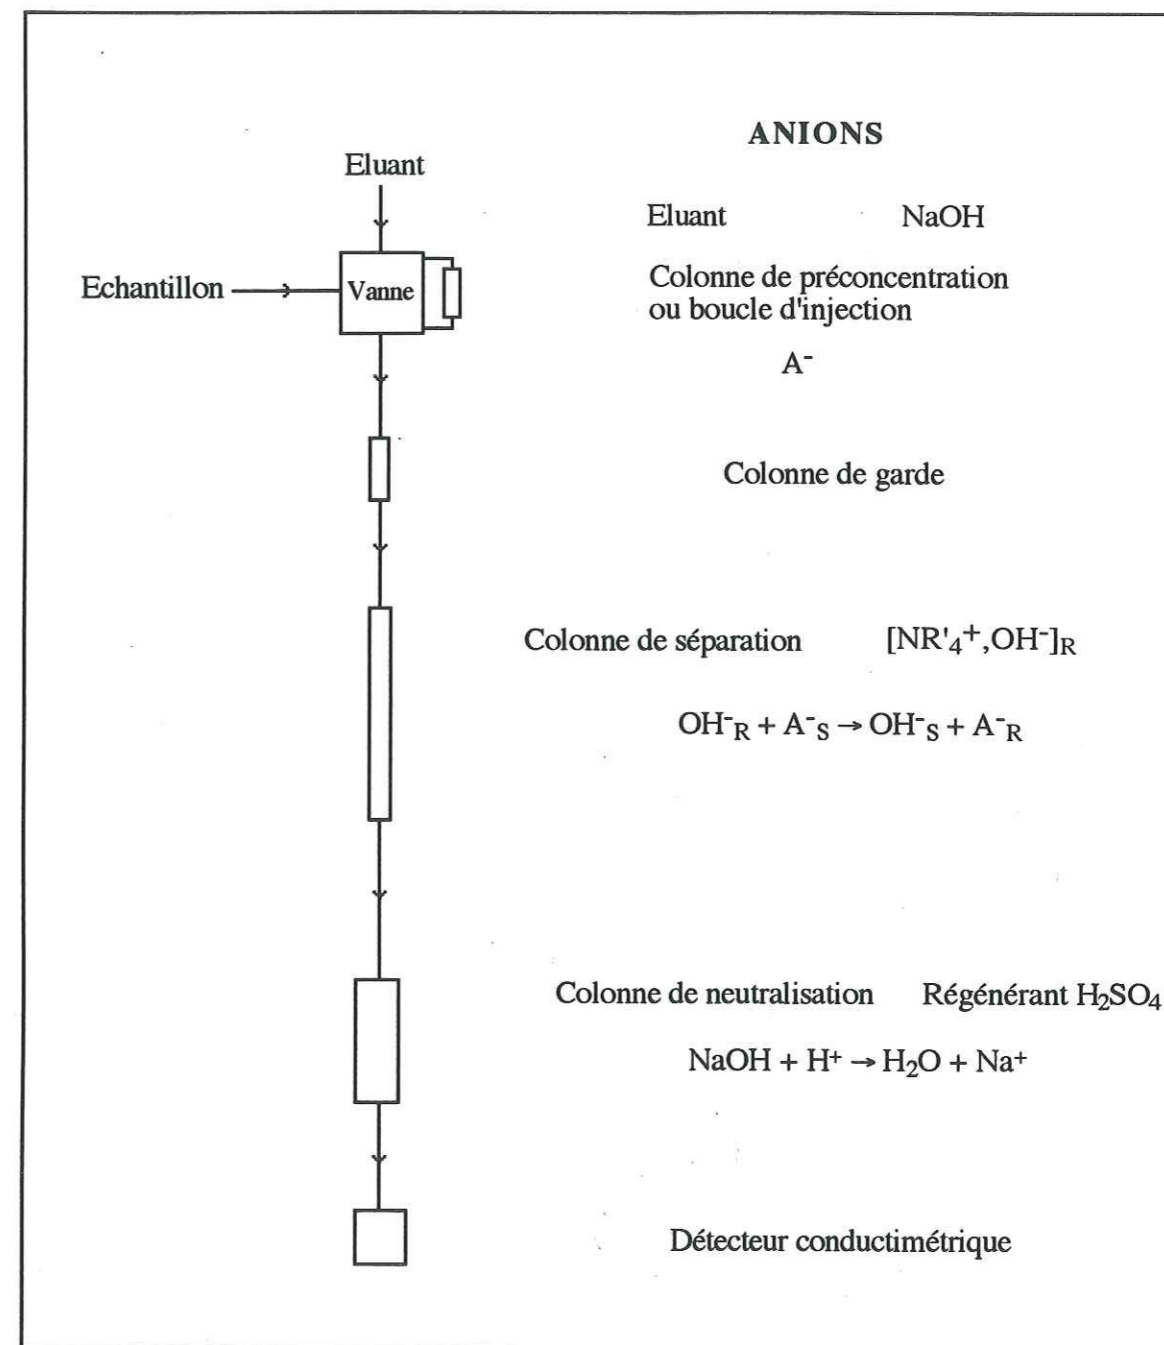 ANIONS
Eluant
Eluant NaOH
Echantillon
Vanne
Colonne de préconcentration
ou boucle d'injection
A⁻
Colonne de garde
Colonne de séparation [NR'₄⁺,OH⁻]R
OH⁻R + A⁻S → OH⁻S + A⁻R
Colonne de neutralisation Régénérant H₂SO₄
NaOH + H⁺ → H₂O + Na⁺
Détecteur conductimétrique